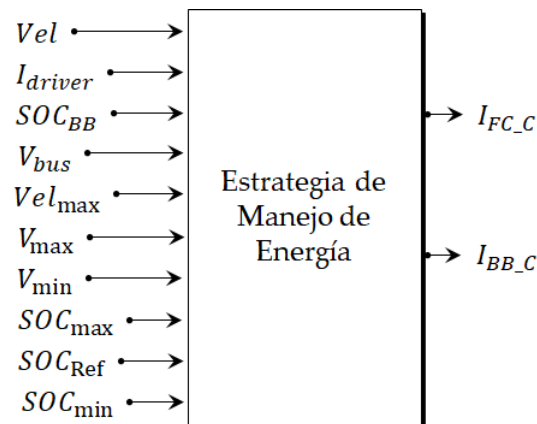 Vel
I_driver
SOC_BB
V_bus
Vel_max
V_max
V_min
SOC_max
SOC_Ref
SOC_min
Estrategia de
Manejo de
Energía
I_FC_C
I_BB_C